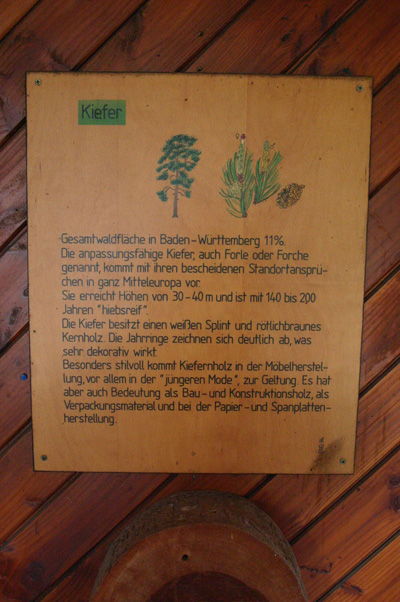 Kiefer
Gesamtwaldfläche in Baden-Württemberg 11%.
Die anpassungsfähige Kiefer, auch Forle oder Forche
genannt, kommt mit ihren bescheidenen Standortansprü-
chen in ganz Mitteleuropa vor.
Sie erreicht Höhen von 30-40 m und ist mit 140 bis 200
Jahren "hiebsreif".
Die Kiefer besitzt einen weißen Splint und rötlichbraunes
Kernholz. Die Jahrringe zeichnen sich deutlich ab, was
sehr dekorativ wirkt.
Besonders stilvoll kommt Kiefernholz in der Möbelherstel-
lung, vor allem in der "jüngeren Mode", zur Geltung. Es hat
aber auch Bedeutung als Bau- und Konstruktionsholz, als
Verpackungsmaterial und bei der Papier- und Spanplatten-
herstellung.